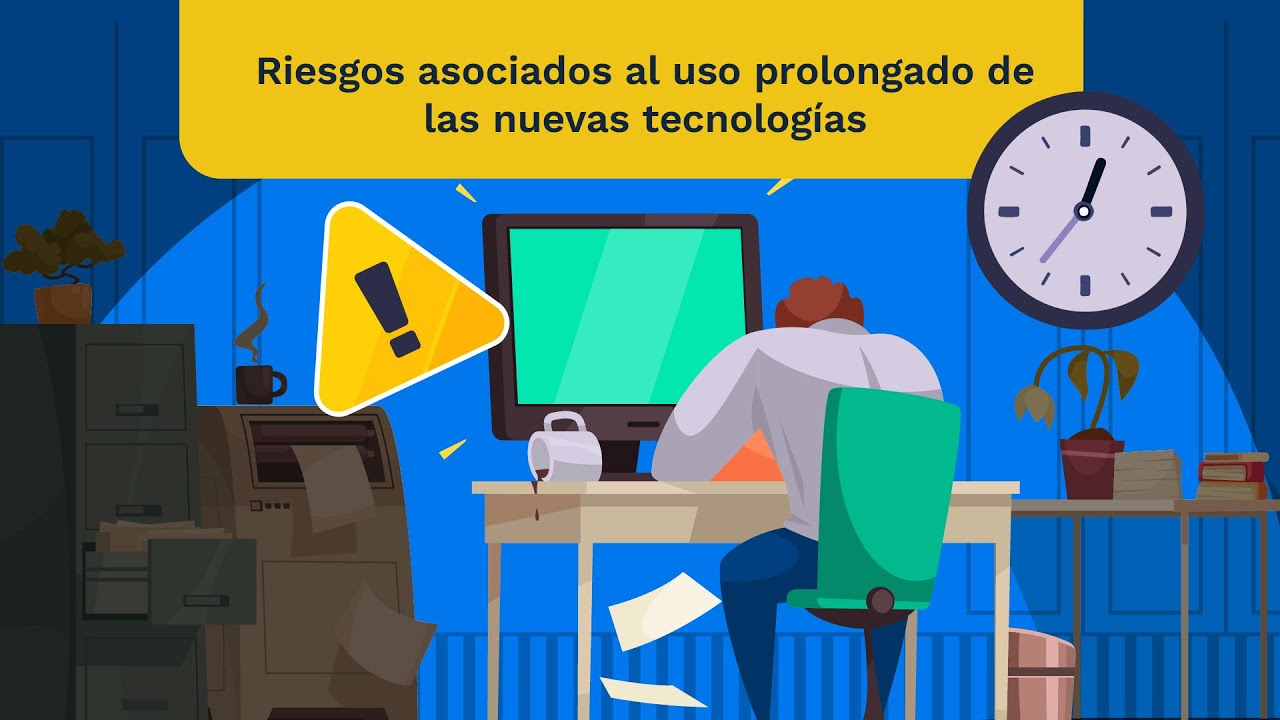 Riesgos asociados al uso prolongado de
las nuevas tecnologías